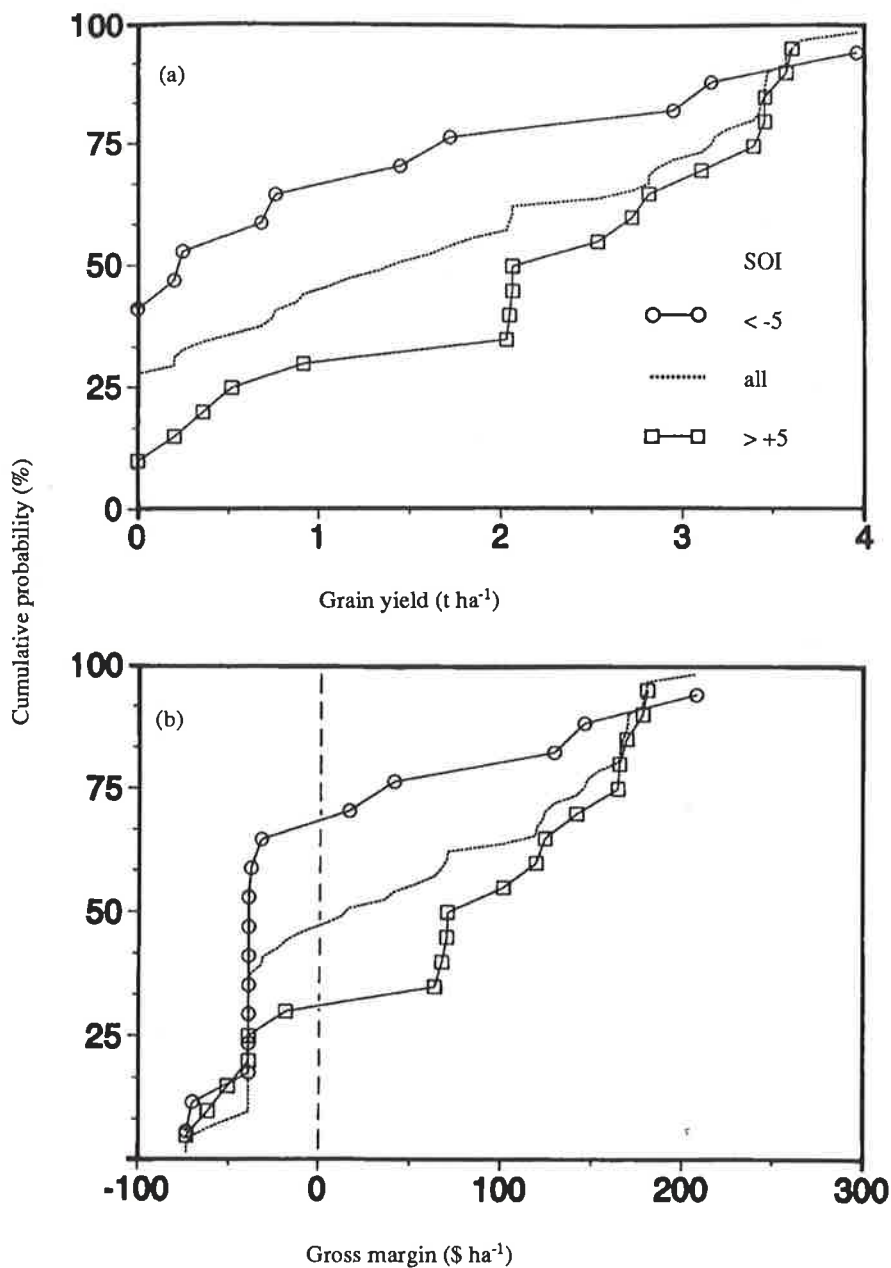 Cumulative probability (%)
100
75
50
25
0
(a)
SOI
< -5
all
> +5
0 1 2 3 4
Grain yield (t ha⁻¹)
100
75
50
25
(b)
-100 0 100 200 300
Gross margin ($ ha⁻¹)